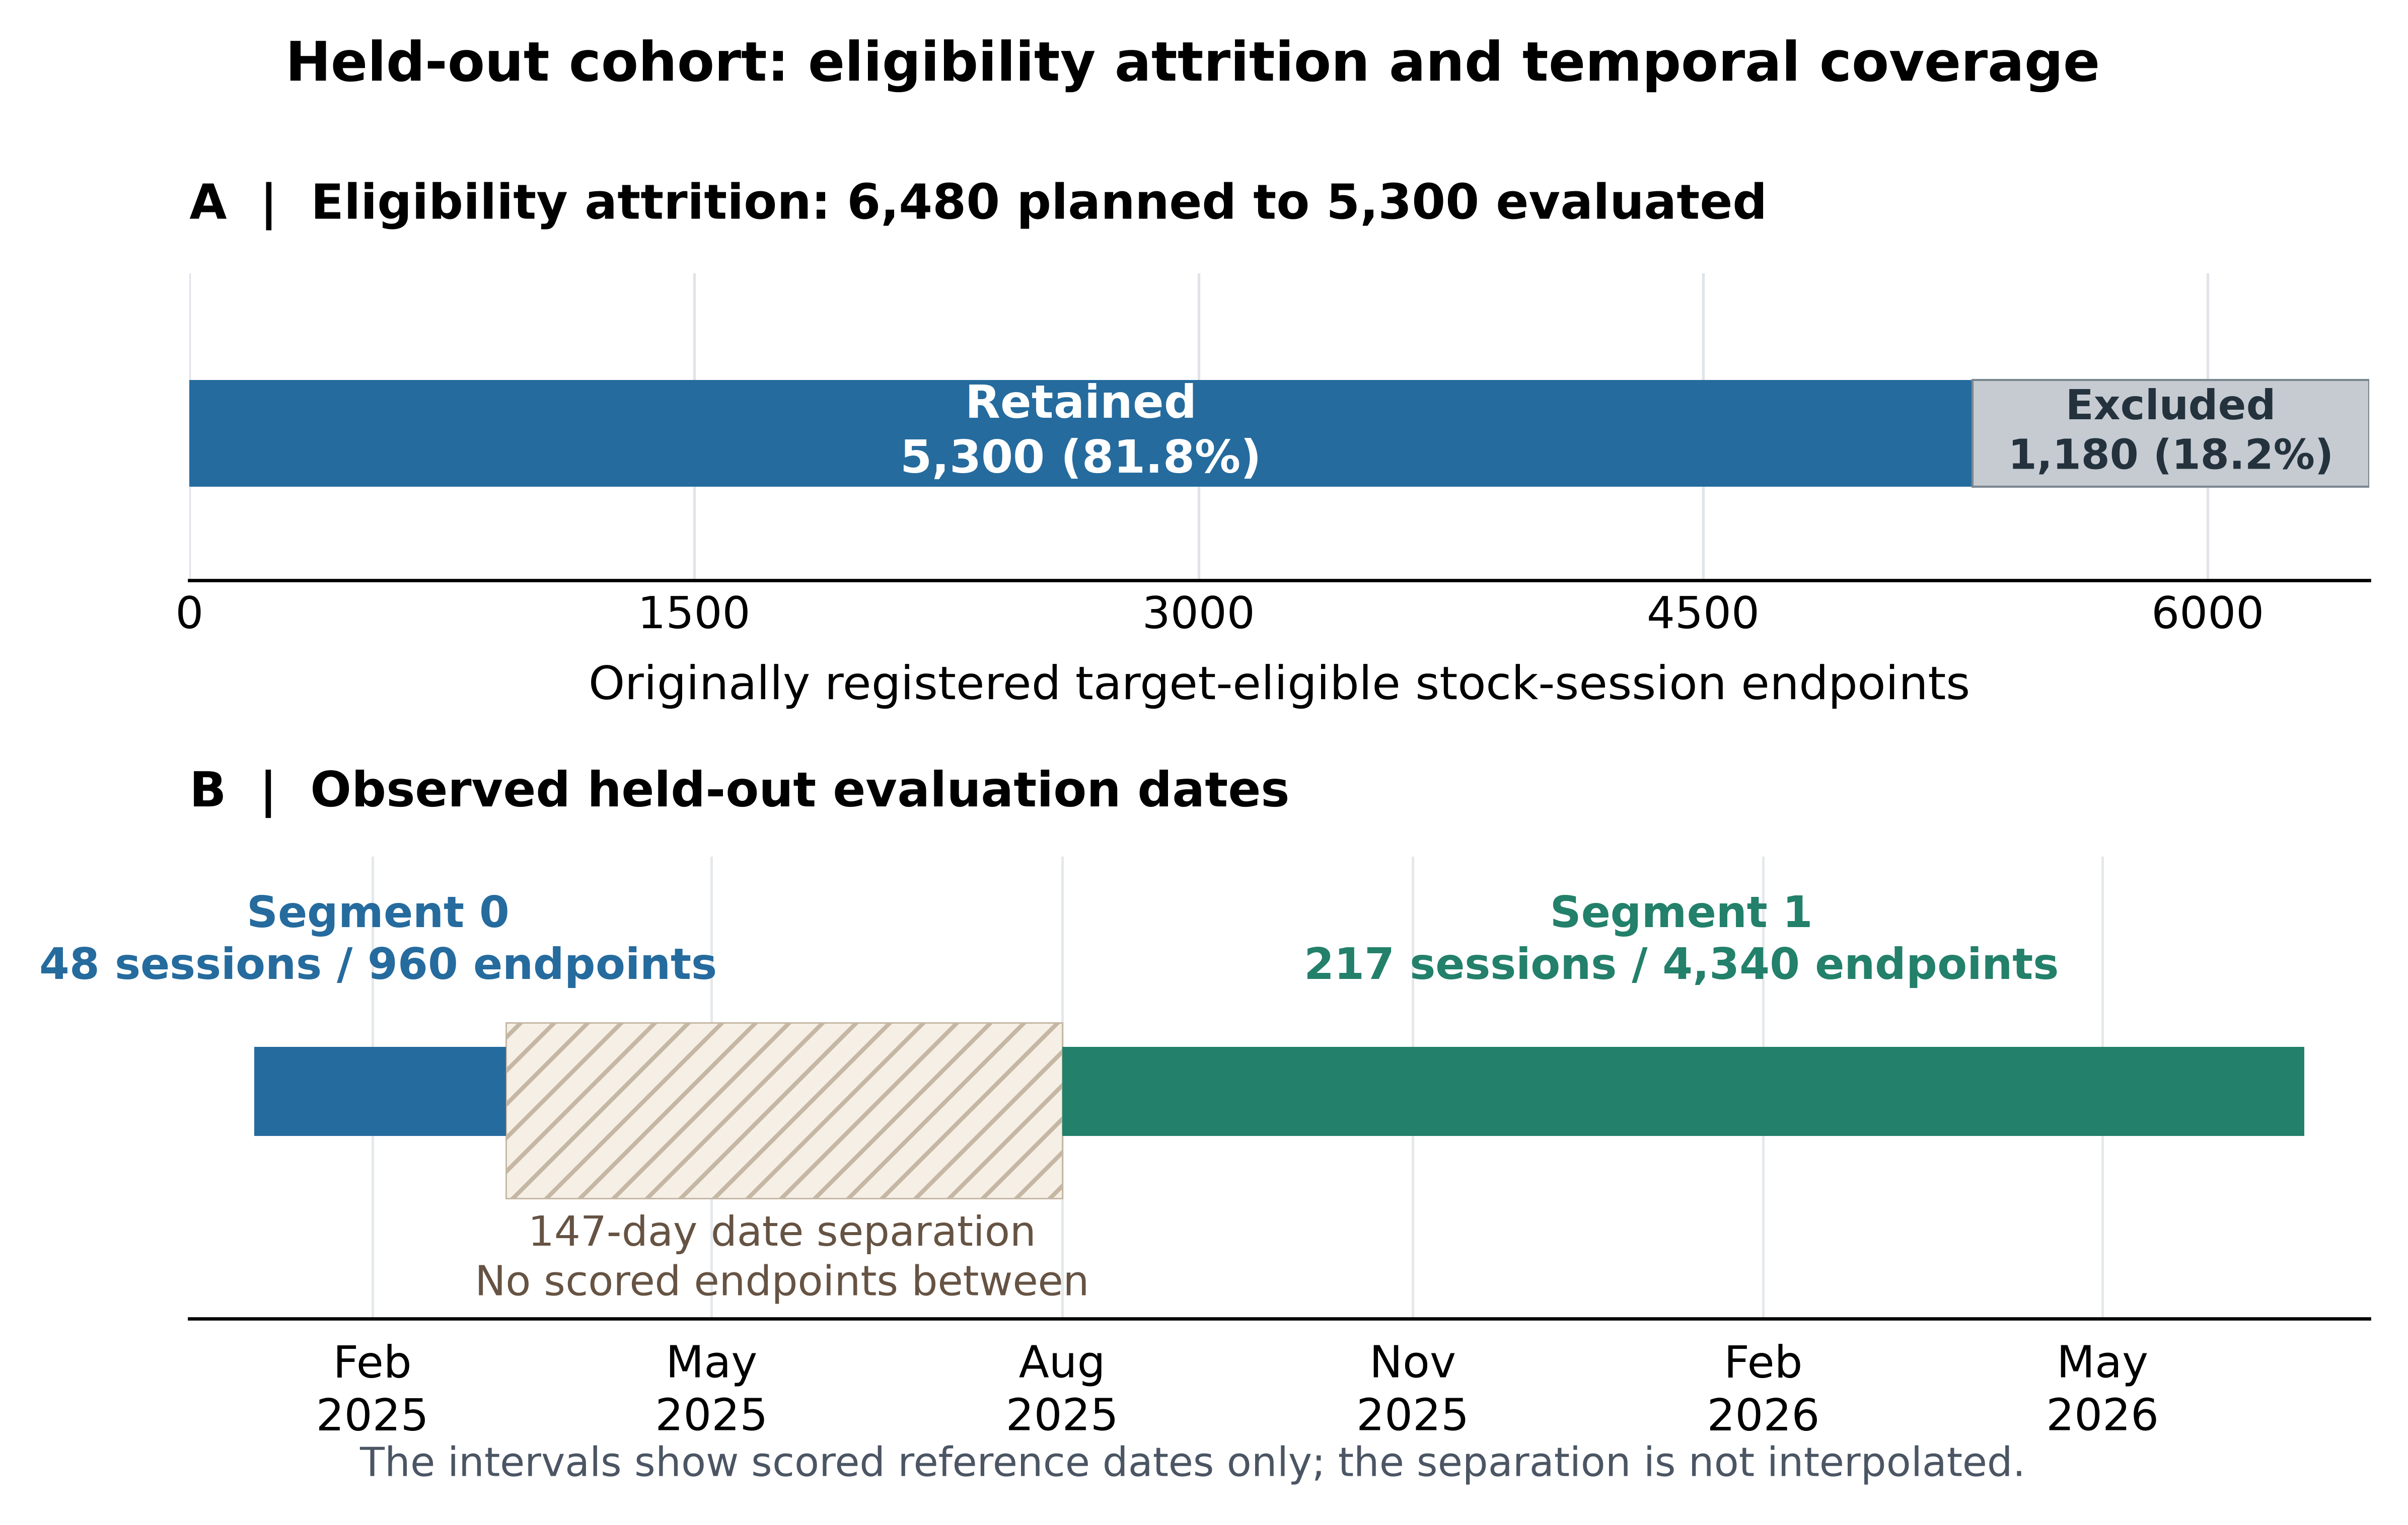 Held-out cohort: eligibility attrition and temporal coverage
A | Eligibility attrition: 6,480 planned to 5,300 evaluated
Retained
5,300 (81.8%)
Excluded
1,180 (18.2%)
0 1500 3000 4500 6000
Originally registered target-eligible stock-session endpoints
B | Observed held-out evaluation dates
Segment 0
48 sessions / 960 endpoints
Segment 1
217 sessions / 4,340 endpoints
147-day date separation
No scored endpoints between
Feb May Aug Nov Feb May
2025 2025 2025 2025 2026 2026
The intervals show scored reference dates only; the separation is not interpolated.